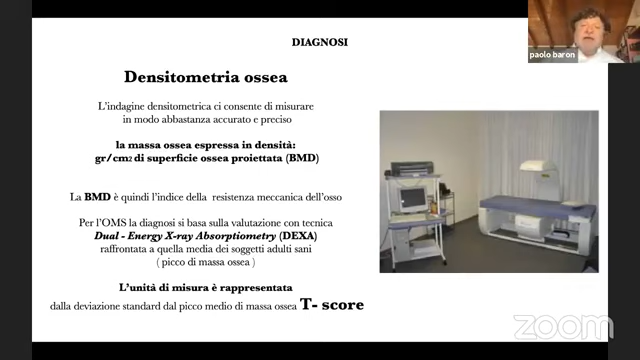 DIAGNOSI
paolo baron
Densitometria ossea
L'indagine densitometrica ci consente di misurare
in modo abbastanza accurato e preciso
la massa ossea espressa in densità:
gr/cm2 di superficie ossea proiettata (BMD)
La BMD è quindi l'indice della resistenza meccanica dell'osso
Per l'OMS la diagnosi si basa sulla valutazione con tecnica
Dual - Energy X-ray Absorptiometry (DEXA)
raffrontata a quella media dei soggetti adulti sani
( picco di massa ossea )
L'unità di misura è rappresentata
dalla deviazione standard dal picco medio di massa ossea T- score
zoom